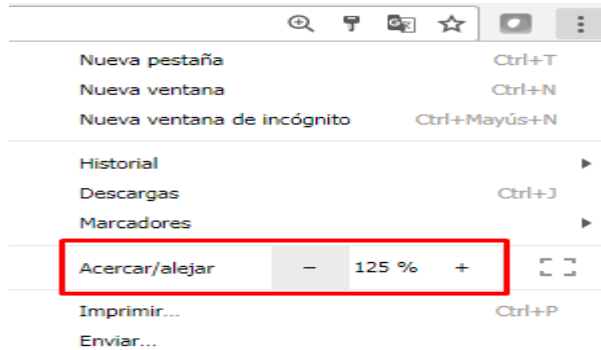 Nueva pestaña Ctrl+T
Nueva ventana Ctrl+N
Nueva ventana de incógnito Ctrl+Mayús+N
Historial
Descargas Ctrl+J
Marcadores
Acercar/alejar − 125 % +
Imprimir... Ctrl+P
Enviar...